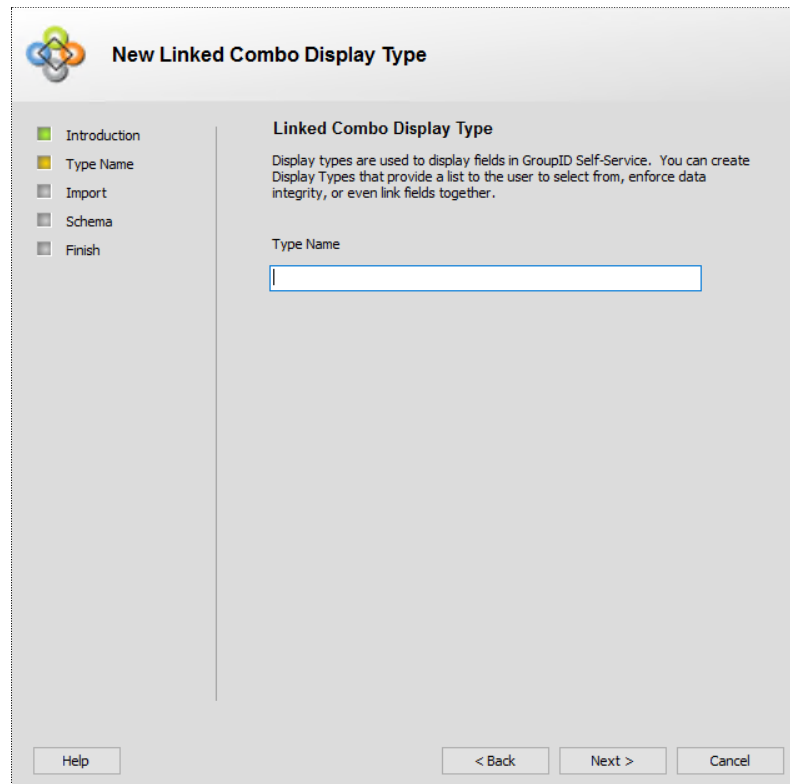 New Linked Combo Display Type
Introduction
Type Name
Import
Schema
Finish
Linked Combo Display Type
Display types are used to display fields in GroupID Self-Service. You can create
Display Types that provide a list to the user to select from, enforce data
integrity, or even link fields together.
Type Name
Help
< Back
Next >
Cancel